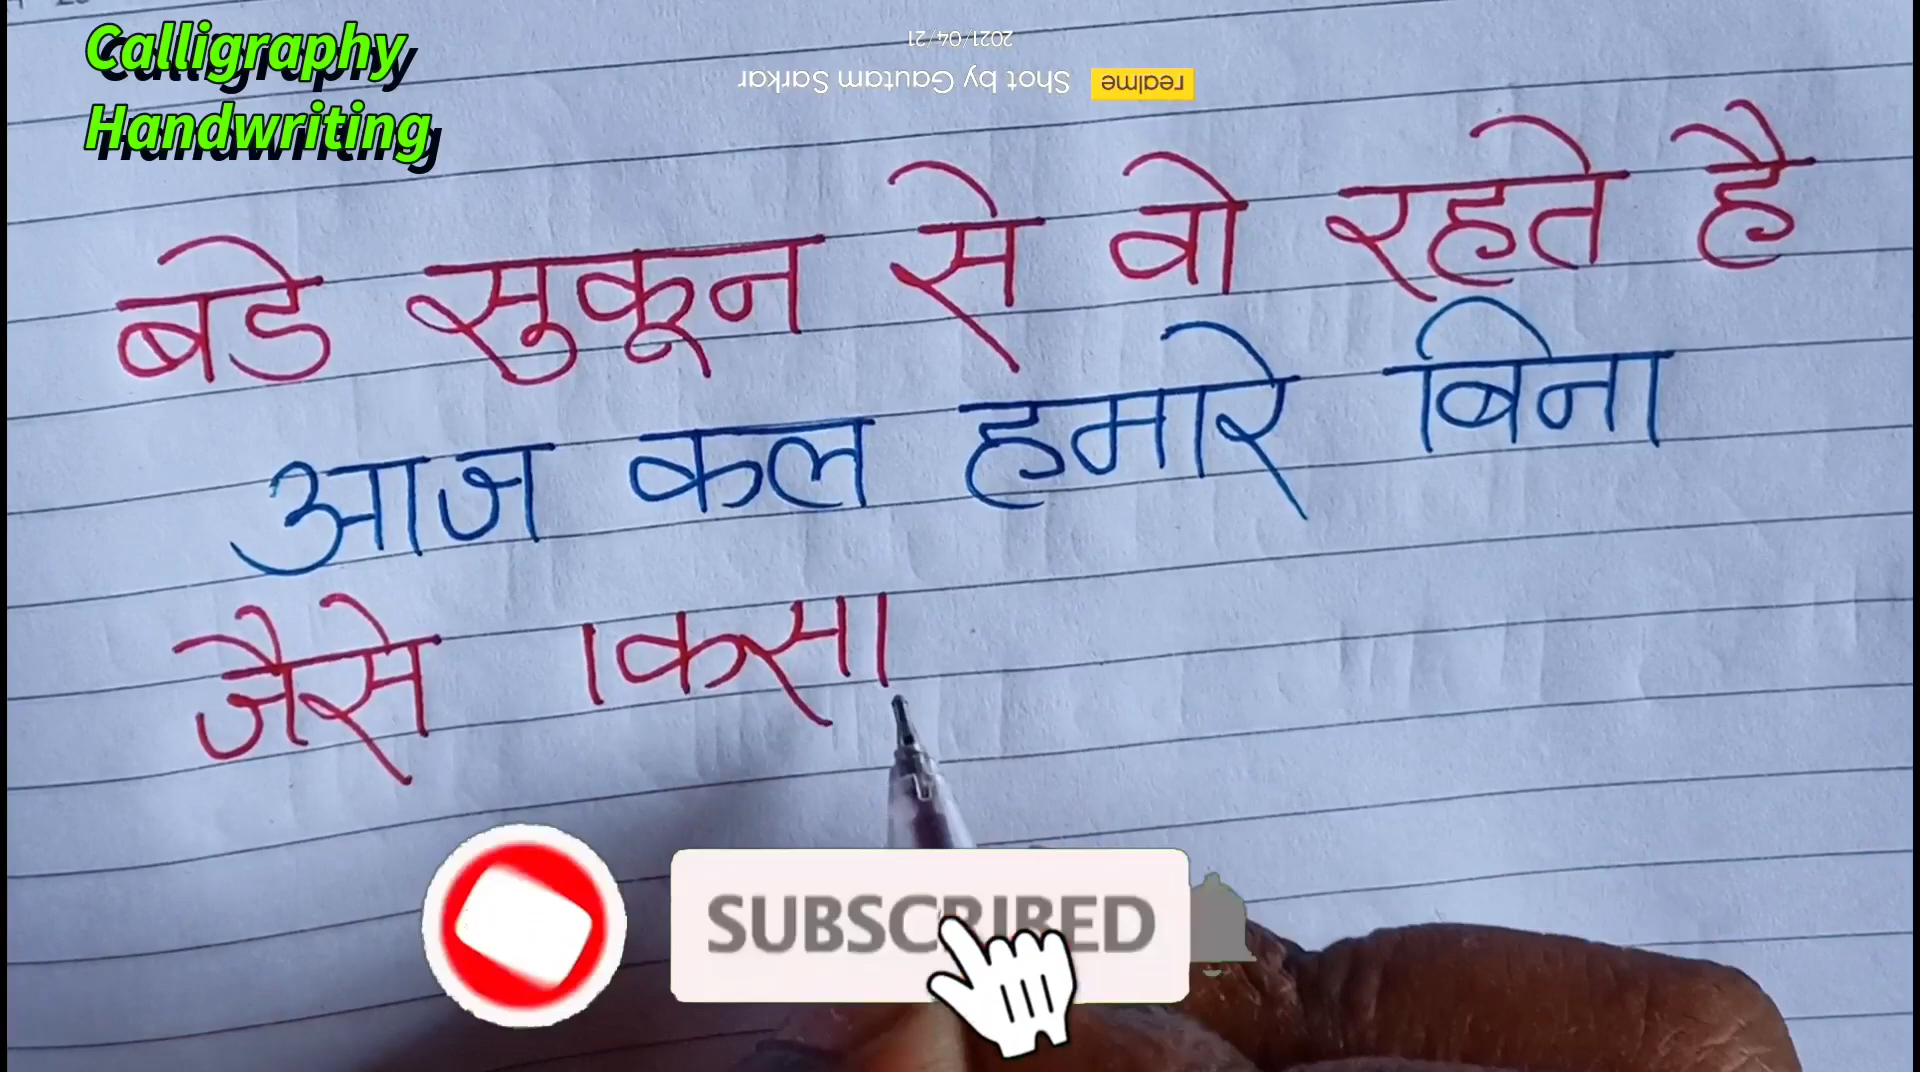 Calligraphy
Handwriting
2021/04/21
realme Shot by Gautam Sarkar
बडे सुकून से वो रहते है
आज कल हमारे बिना
जैसे किसा
SUBSCRIBED